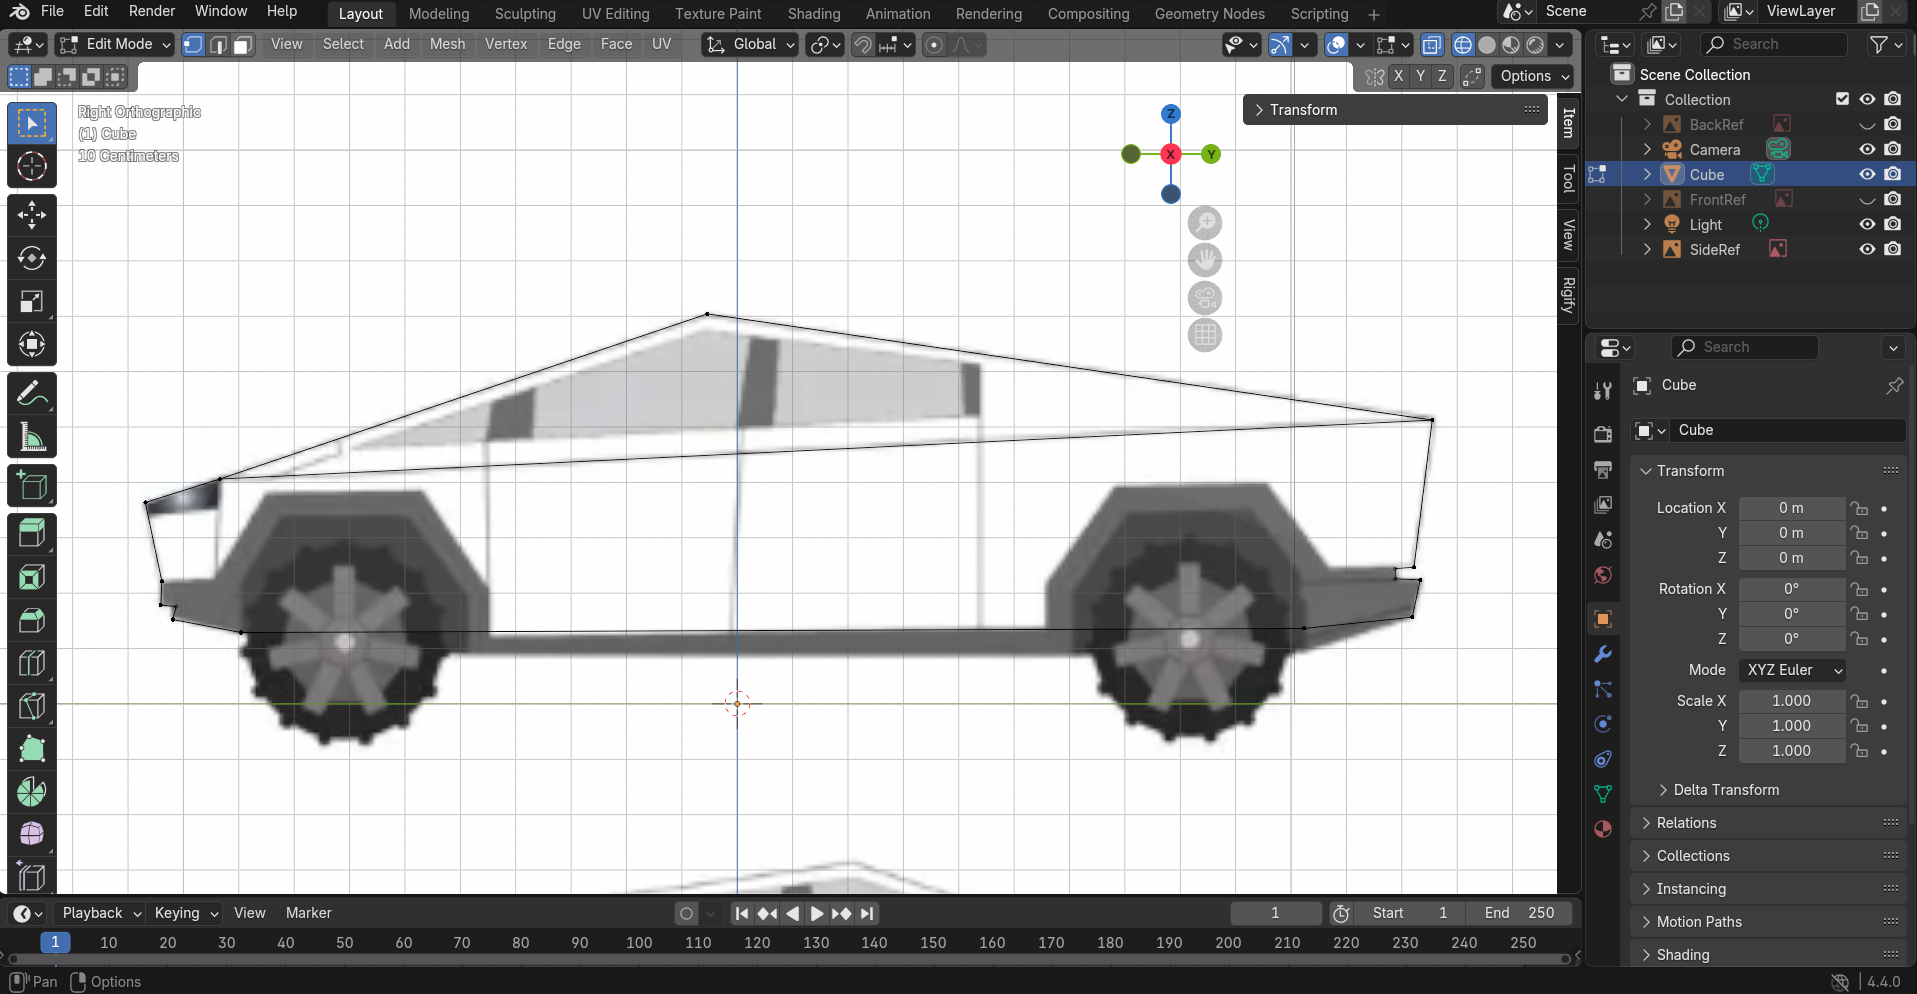 File Edit Render Window Help Layout Modeling Sculpting UV Editing Texture Paint Shading Animation Rendering Compositing Geometry Nodes Scripting + Scene ViewLayer
Edit Mode View Select Add Mesh Vertex Edge Face UV Global Search
X Y Z Options
Scene Collection
Collection
BackRef
Camera
Cube
FrontRef
Light
SideRef
Right Orthographic
(1) Cube
10 Centimeters
Transform
Z
X
Y
Item
Tool
View
Rigify
Search
Cube
Cube
Transform
Location X 0 m
Y 0 m
Z 0 m
Rotation X 0°
Y 0°
Z 0°
Mode XYZ Euler
Scale X 1.000
Y 1.000
Z 1.000
Delta Transform
Relations
Collections
Instancing
Motion Paths
Shading
Playback Keying View Marker 1 Start 1 End 250
1 10 20 30 40 50 60 70 80 90 100 110 120 130 140 150 160 170 180 190 200 210 220 230 240 250
Pan Options 4.4.0